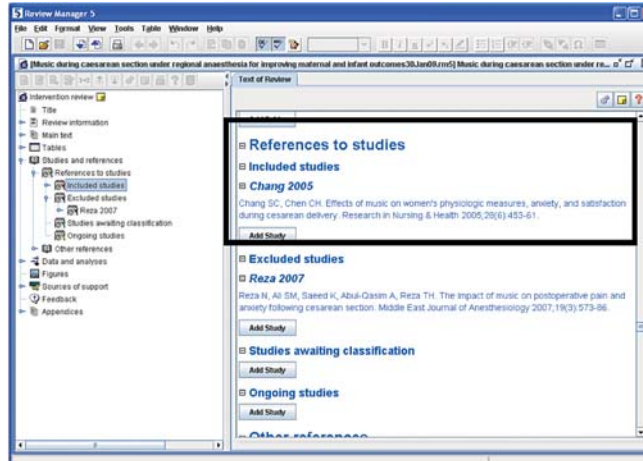 Review Manager 5
File Edit Format View Tools Table Window Help
[Music during caesarean section under regional anaesthesia for improving maternal and infant outcomes30Jan09.rm5] Music during caesarean section under re...
Intervention review
Title
Review information
Main text
Tables
Studies and references
References to studies
Included studies
Excluded studies
Reza 2007
Studies awaiting classification
Ongoing studies
Other references
Data and analyses
Figures
Sources of support
Feedback
Appendices
Text of Review
References to studies
Included studies
Chang 2005
Chang SC, Chen CH. Effects of music on women's physiologic measures, anxiety, and satisfaction
during cesarean delivery. Research in Nursing & Health 2005;28(6) 453-61.
Add Study
Excluded studies
Reza 2007
Reza N, Ali SM, Saeed K, Abul-Qasim A, Reza TH. The impact of music on postoperative pain and
anxiety following cesarean section. Middle East Journal of Anesthesiology 2007;19(3):573-86.
Add Study
Studies awaiting classification
Add Study
Ongoing studies
Add Study
Other references